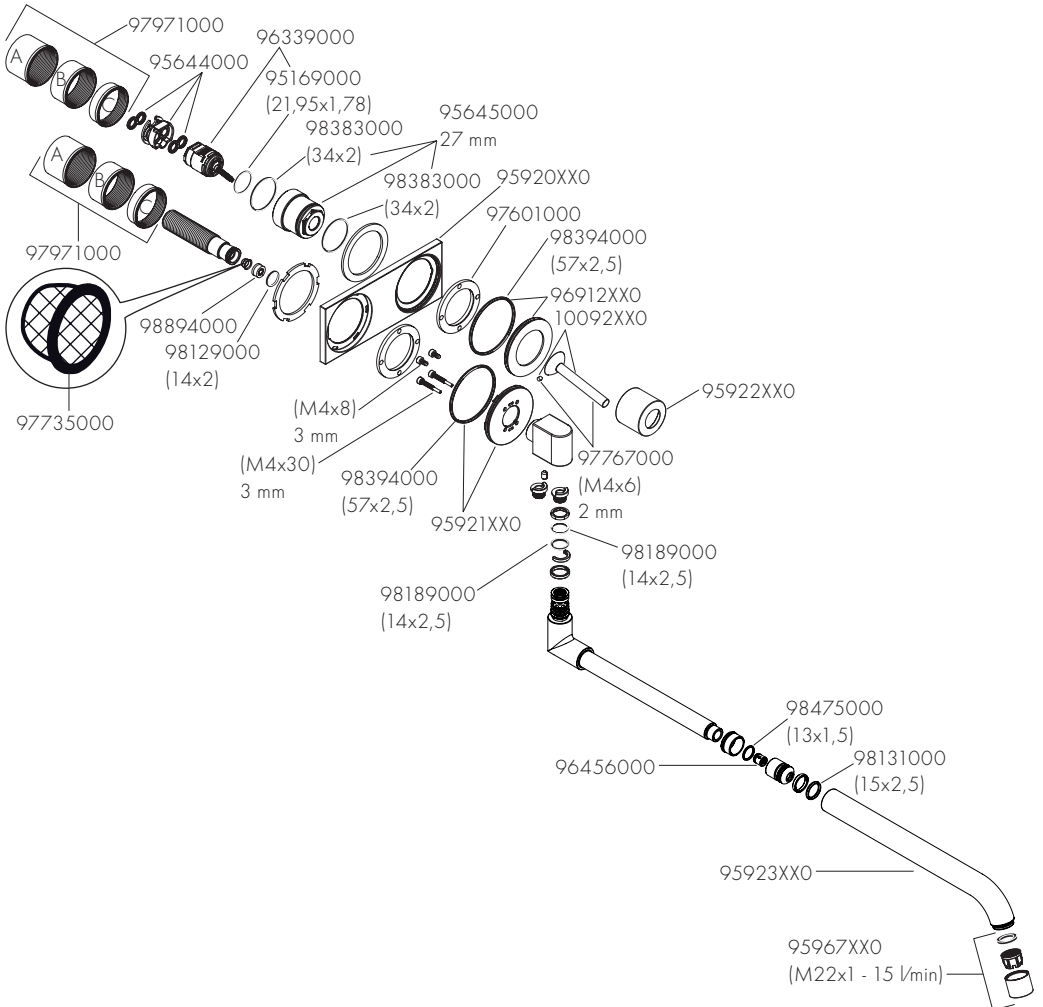 97971000
96339000
95644000
95169000
(21,95x1,78)
95645000
27 mm
98383000
(34x2)
98383000
(34x2)
95920XX0
97601000
98394000
(57x2,5)
96912XX0
10092XX0
A
B
C
A
B
C
97971000
98894000
98129000
(14x2)
97735000
(M4x8)
3 mm
(M4x30)
3 mm
98394000
(57x2,5)
95921XX0
95922XX0
97767000
(M4x6)
2 mm
98189000
(14x2,5)
98189000
(14x2,5)
98475000
(13x1,5)
96456000
98131000
(15x2,5)
95923XX0
95967XX0
(M22x1 - 15 l/min)